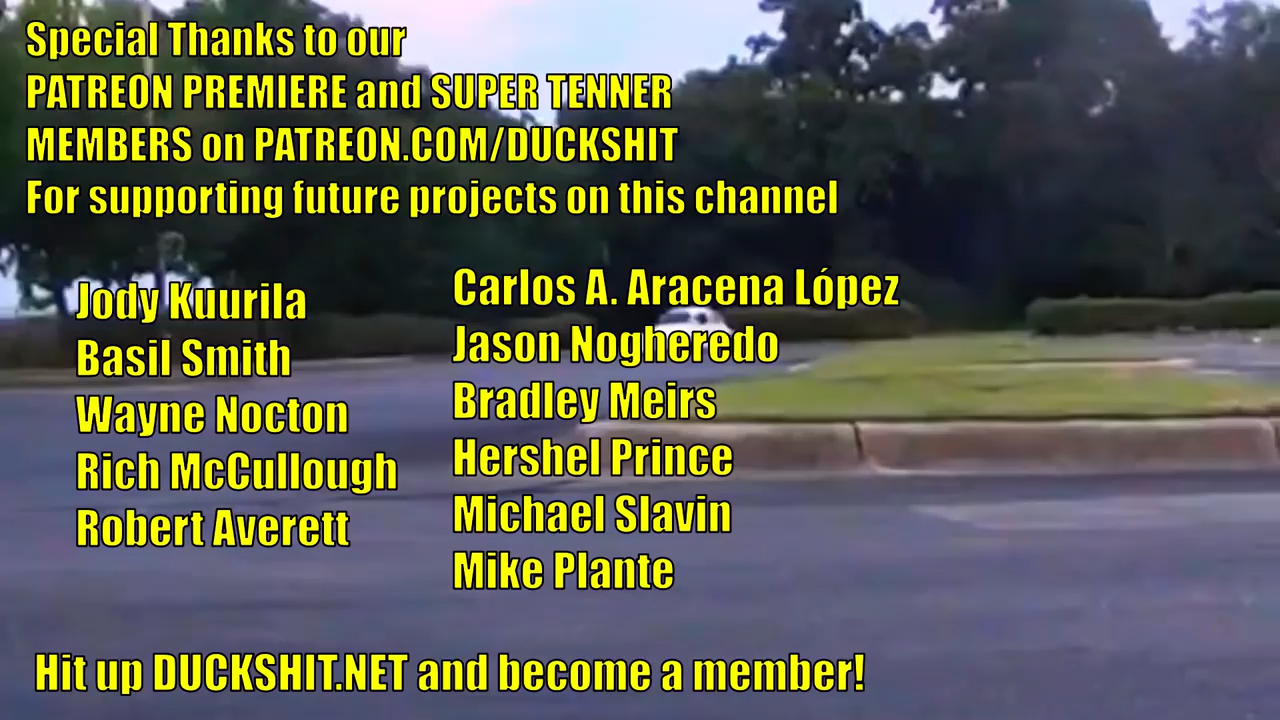 Special Thanks to our
PATREON PREMIERE and SUPER TENNER
MEMBERS on PATREON.COM/DUCKSHIT
For supporting future projects on this channel
Jody Kuurila
Basil Smith
Wayne Nocton
Rich McCullough
Robert Averett
Carlos A. Aracena López
Jason Nogheredo
Bradley Meirs
Hershel Prince
Michael Slavin
Mike Plante
Hit up DUCKSHIT.NET and become a member!